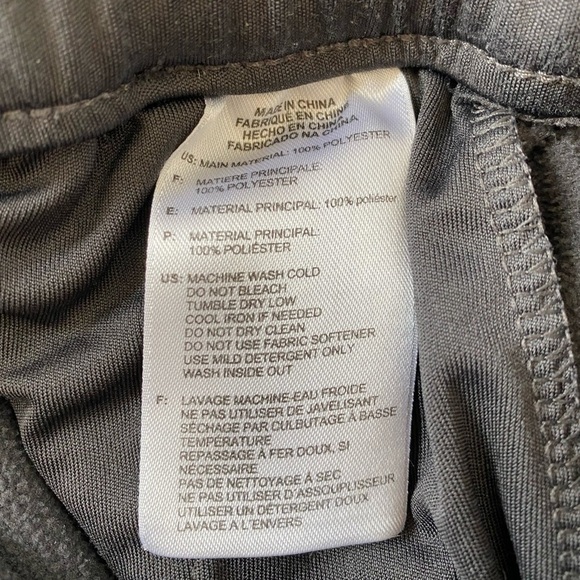 MADE IN CHINA
FABRIQUÉ EN CHINE
HECHO EN CHINA
FABRICADO NA CHINA
US: MAIN MATERIAL: 100% POLYESTER
F: MATIERE PRINCIPALE:
100% POLYESTER
E: MATERIAL PRINCIPAL: 100% poliéster
P: MATERIAL PRINCIPAL:
100% POLIÉSTER
US: MACHINE WASH COLD
DO NOT BLEACH
TUMBLE DRY LOW
COOL IRON IF NEEDED
DO NOT DRY CLEAN
DO NOT USE FABRIC SOFTENER
USE MILD DETERGENT ONLY
WASH INSIDE OUT
F: LAVAGE MACHINE-EAU FROIDE
NE PAS UTILISER DE JAVELISANT
SÉCHAGE PAR CULBUTAGE À BASSE
TEMPÉRATURE
REPASSAGE À FER DOUX, SI
NÉCESSAIRE
PAS DE NETTOYAGE À SEC
NE PAS UTILISER D'ASSOUPLISSEUR
UTILISER UN DÉTERGENT DOUX
LAVAGE A L'ENVERS